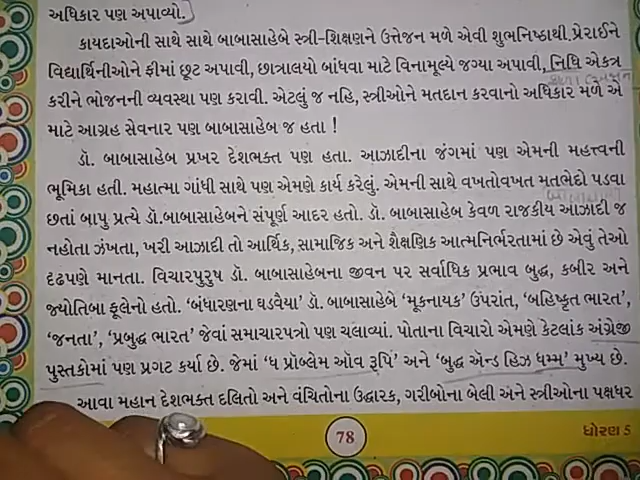 અધિકાર પણ અપાવ્યો.
કાયદાઓની સાથે સાથે બાબાસાહેબે સ્ત્રી-શિક્ષણને ઉત્તેજન મળે એવી શુભનિષ્ઠાથી પ્રેરાઈને
વિદ્યાર્થિનીઓને ફીમાં છૂટ અપાવી, છાત્રાલયો બાંધવા માટે વિનામૂલ્યે જગ્યા અપાવી, નિધિ એકત્ર
કરીને ભોજનની વ્યવસ્થા પણ કરાવી. એટલું જ નહિ, સ્ત્રીઓને મતદાન કરવાનો અધિકાર મળે એ
માટે આગ્રહ સેવનાર પણ બાબાસાહેબ જ હતા !
ડૉ. બાબાસાહેબ પ્રખર દેશભક્ત પણ હતા. આઝાદીના જંગમાં પણ એમની મહત્ત્વની
ભૂમિકા હતી. મહાત્મા ગાંધી સાથે પણ એમણે કાર્ય કરેલું. એમની સાથે વખતોવખત મતભેદો પડવા
છતાં બાપુ પ્રત્યે ડૉ.બાબાસાહેબને સંપૂર્ણ આદર હતો. ડૉ. બાબાસાહેબ કેવળ રાજકીય આઝાદી જ
નહોતા ઝંખતા, ખરી આઝાદી તો આર્થિક, સામાજિક અને શૈક્ષણિક આત્મનિર્ભરતામાં છે એવું તેઓ
દૃઢપણે માનતા. વિચારપુરુષ ડૉ. બાબાસાહેબના જીવન પર સર્વાધિક પ્રભાવ બુદ્ધ, કબીર અને
જ્યોતિબા ફૂલેનો હતો. ‘બંધારણના ઘડવૈયા’ ડૉ. બાબાસાહેબે ‘મૂકનાયક’ ઉપરાંત, ‘બહિષ્કૃત ભારત’,
‘જનતા’, ‘પ્રબુદ્ધ ભારત’ જેવાં સમાચારપત્રો પણ ચલાવ્યાં. પોતાના વિચારો એમણે કેટલાંક અંગ્રેજી
પુસ્તકોમાં પણ પ્રગટ કર્યા છે. જેમાં ‘ધ પ્રૉબ્લેમ ઑવ રૂપિ’ અને ‘બુદ્ધ ઍન્ડ હિઝ ધમ્મ’ મુખ્ય છે.
આવા મહાન દેશભક્ત દલિતો અને વંચિતોના ઉદ્ધારક, ગરીબોના બેલી અને સ્ત્રીઓના પક્ષધર
78
ધોરણ 5